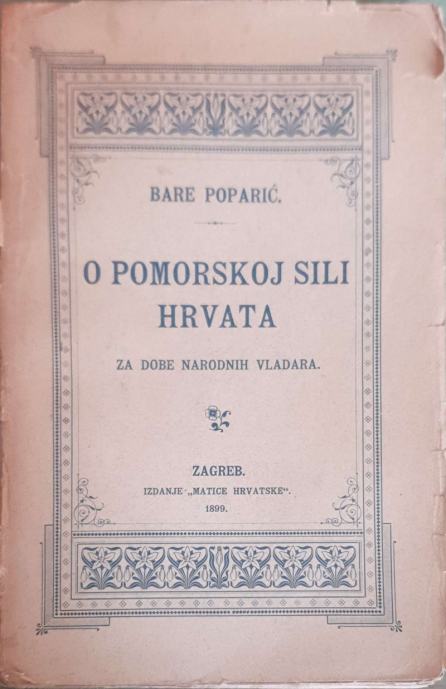 BARE POPARIĆ.
O POMORSKOJ SILI
HRVATA
ZA DOBE NARODNIH VLADARA.
ZAGREB.
IZDANJE „MATICE HRVATSKE“.
1899.